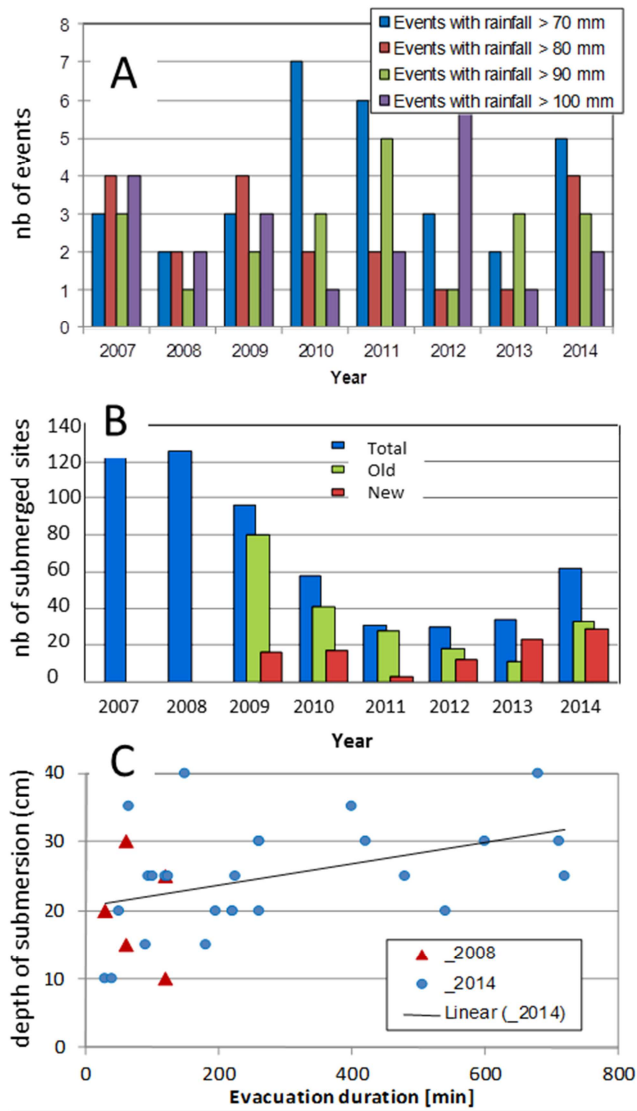 A
Events with rainfall > 70 mm
Events with rainfall > 80 mm
Events with rainfall > 90 mm
Events with rainfall > 100 mm
nb of events
8
7
6
5
4
3
2
1
0
2007 2008 2009 2010 2011 2012 2013 2014
Year
B
Total
Old
New
nb of submerged sites
140
120
100
80
60
40
20
0
2007 2008 2009 2010 2011 2012 2013 2014
Year
C
depth of submersion (cm)
40
30
20
10
0
_2008
_2014
Linear (_2014)
0 200 400 600 800
Evacuation duration [min]